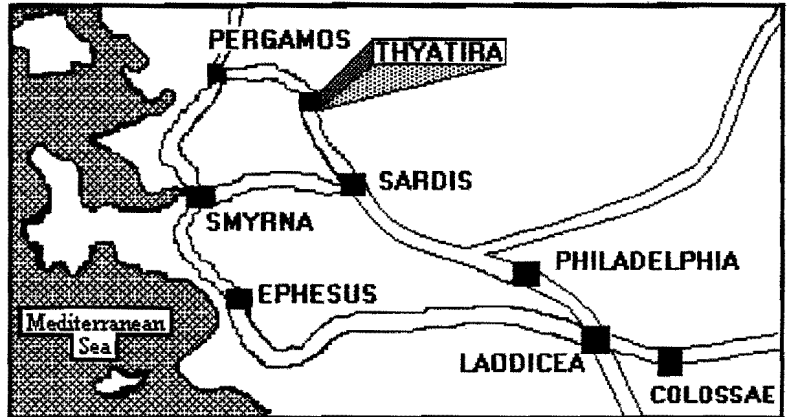 PERGAMOS
THYATIRA
SARDIS
SMYRNA
PHILADELPHIA
EPHESUS
Mediterranean
Sea
LAODICEA
COLOSSAE